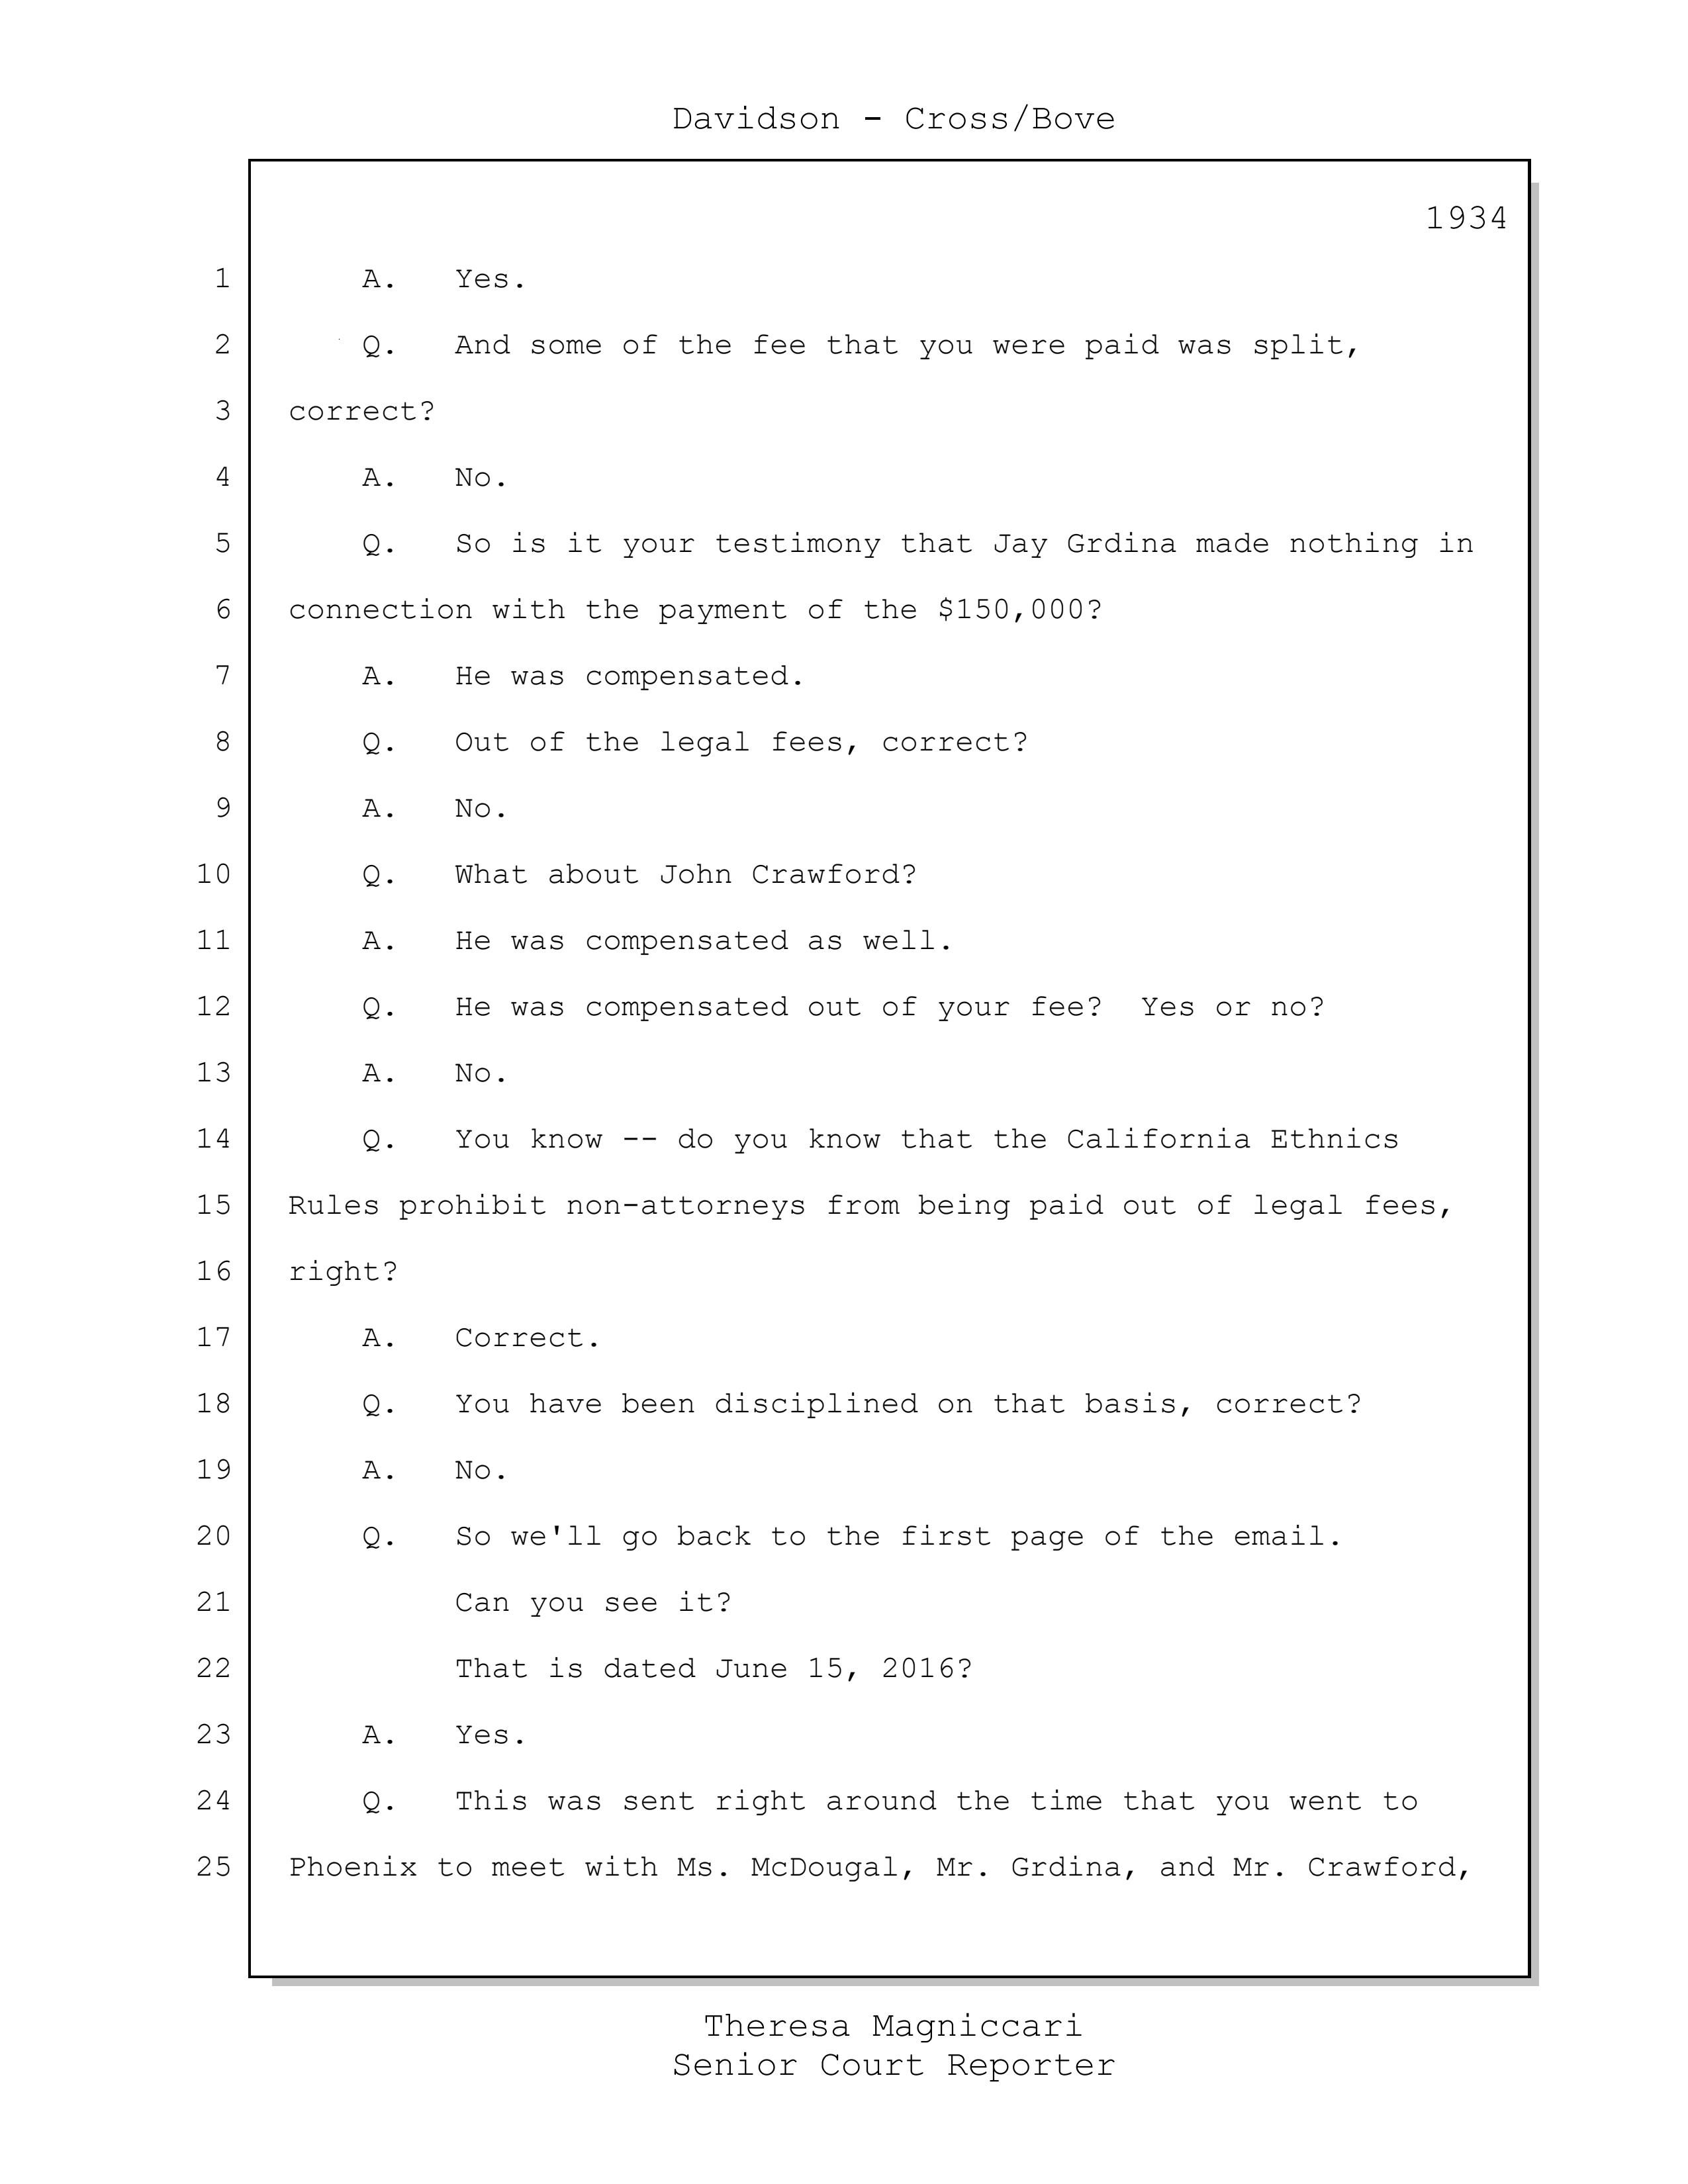 Davidson - Cross/Bove
1934
1 A. Yes.
2 Q. And some of the fee that you were paid was split,
3 correct?
4 A. No.
5 Q. So is it your testimony that Jay Grdina made nothing in
6 connection with the payment of the $150,000?
7 A. He was compensated.
8 Q. Out of the legal fees, correct?
9 A. No.
10 Q. What about John Crawford?
11 A. He was compensated as well.
12 Q. He was compensated out of your fee? Yes or no?
13 A. No.
14 Q. You know -- do you know that the California Ethnics
15 Rules prohibit non-attorneys from being paid out of legal fees,
16 right?
17 A. Correct.
18 Q. You have been disciplined on that basis, correct?
19 A. No.
20 Q. So we'll go back to the first page of the email.
21 Can you see it?
22 That is dated June 15, 2016?
23 A. Yes.
24 Q. This was sent right around the time that you went to
25 Phoenix to meet with Ms. McDougal, Mr. Grdina, and Mr. Crawford,
Theresa Magniccari
Senior Court Reporter